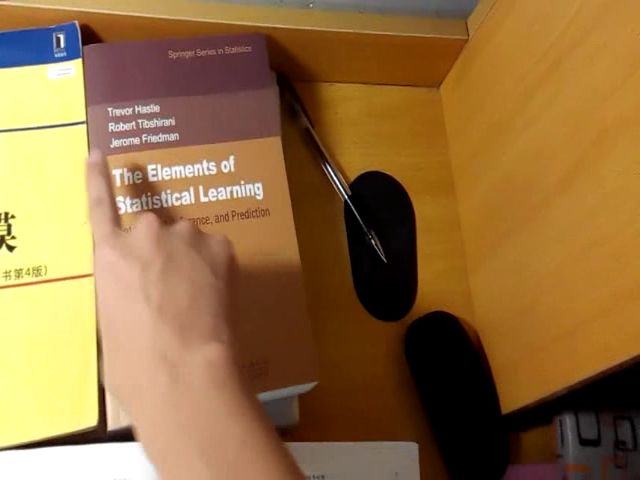 Springer Series in Statistics
Trevor Hastie
Robert Tibshirani
Jerome Friedman
The Elements of
Statistical Learning
and Prediction
模
书第4版)